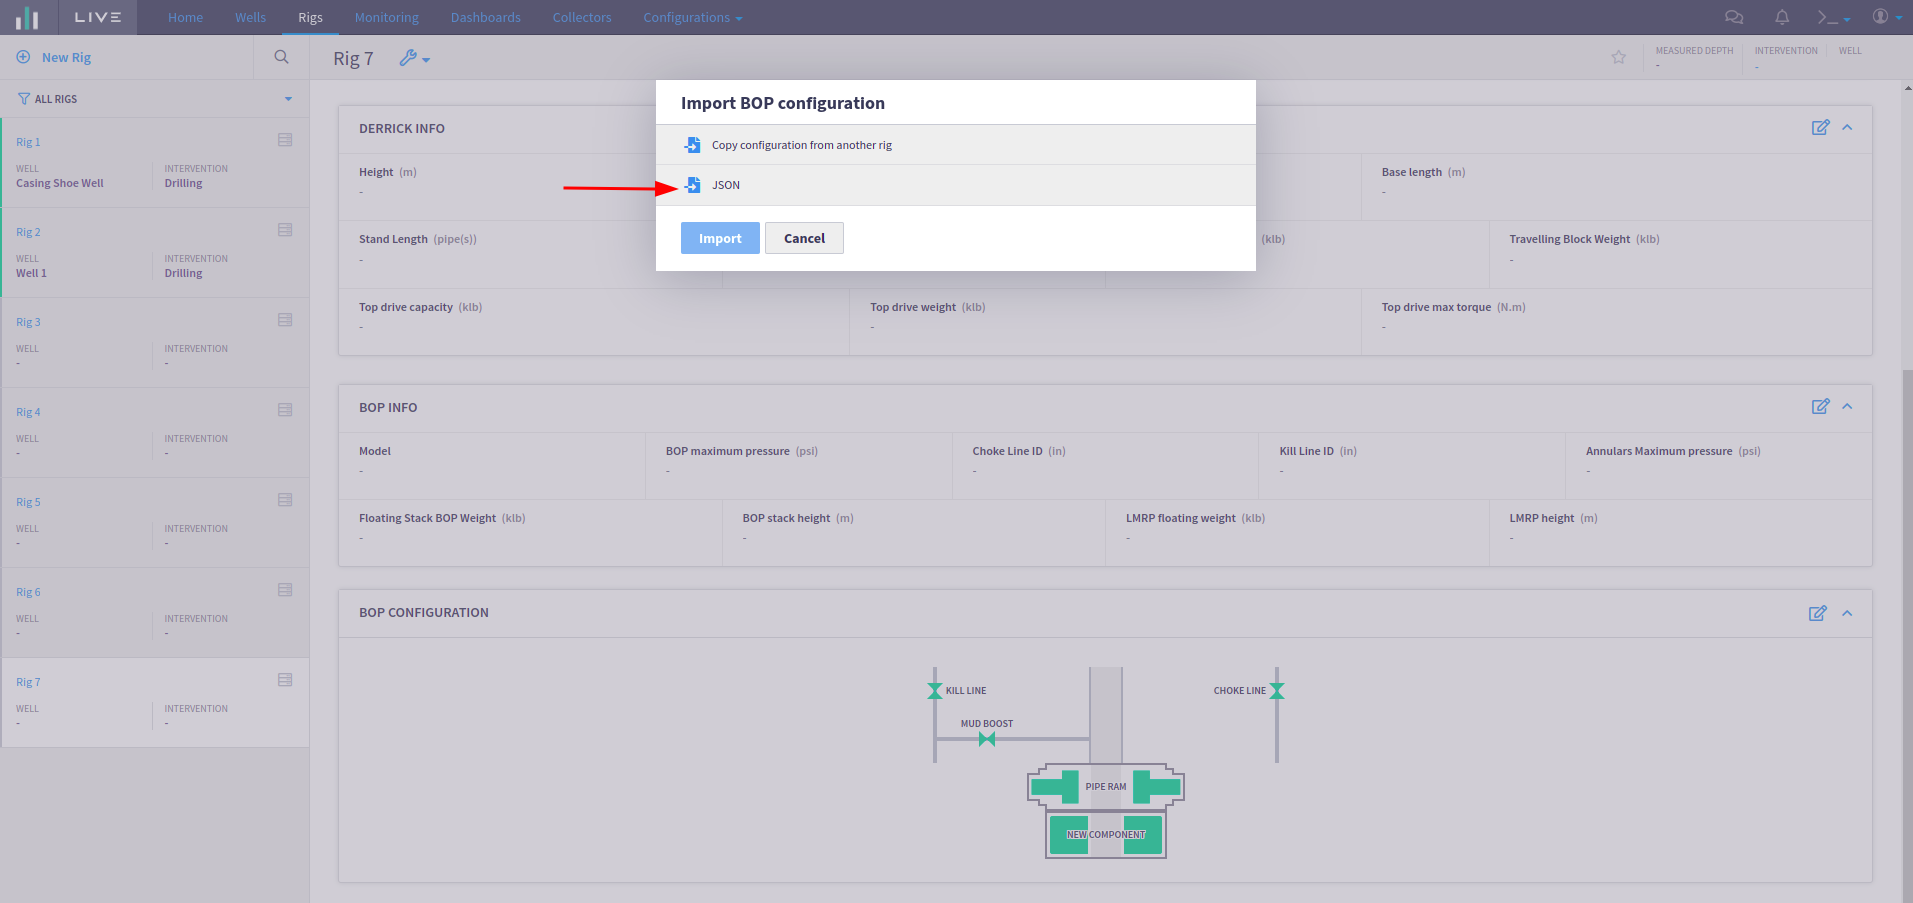 LIVE Home Wells Rigs Monitoring Dashboards Collectors Configurations
New Rig
Rig 7
MEASURED DEPTH
-
INTERVENTION
-
WELL
ALL RIGS
Rig 1
WELL INTERVENTION
Casing Shoe Well Drilling
Rig 2
WELL INTERVENTION
Well 1 Drilling
Rig 3
WELL INTERVENTION
- -
Rig 4
WELL INTERVENTION
- -
Rig 5
WELL INTERVENTION
- -
Rig 6
WELL INTERVENTION
- -
Rig 7
WELL INTERVENTION
- -
Import BOP configuration
Copy configuration from another rig
JSON
Import Cancel
DERRICK INFO
Height (m) Base length (m)
- -
Stand Length (pipe(s)) (klb) Travelling Block Weight (klb)
- -
Top drive capacity (klb) Top drive weight (klb) Top drive max torque (N.m)
- - -
BOP INFO
Model BOP maximum pressure (psi) Choke Line ID (in) Kill Line ID (in) Annulars Maximum pressure (psi)
- - - - -
Floating Stack BOP Weight (klb) BOP stack height (m) LMRP floating weight (klb) LMRP height (m)
- - - -
BOP CONFIGURATION
KILL LINE CHOKE LINE
MUD BOOST
PIPE RAM
NEW COMPONENT